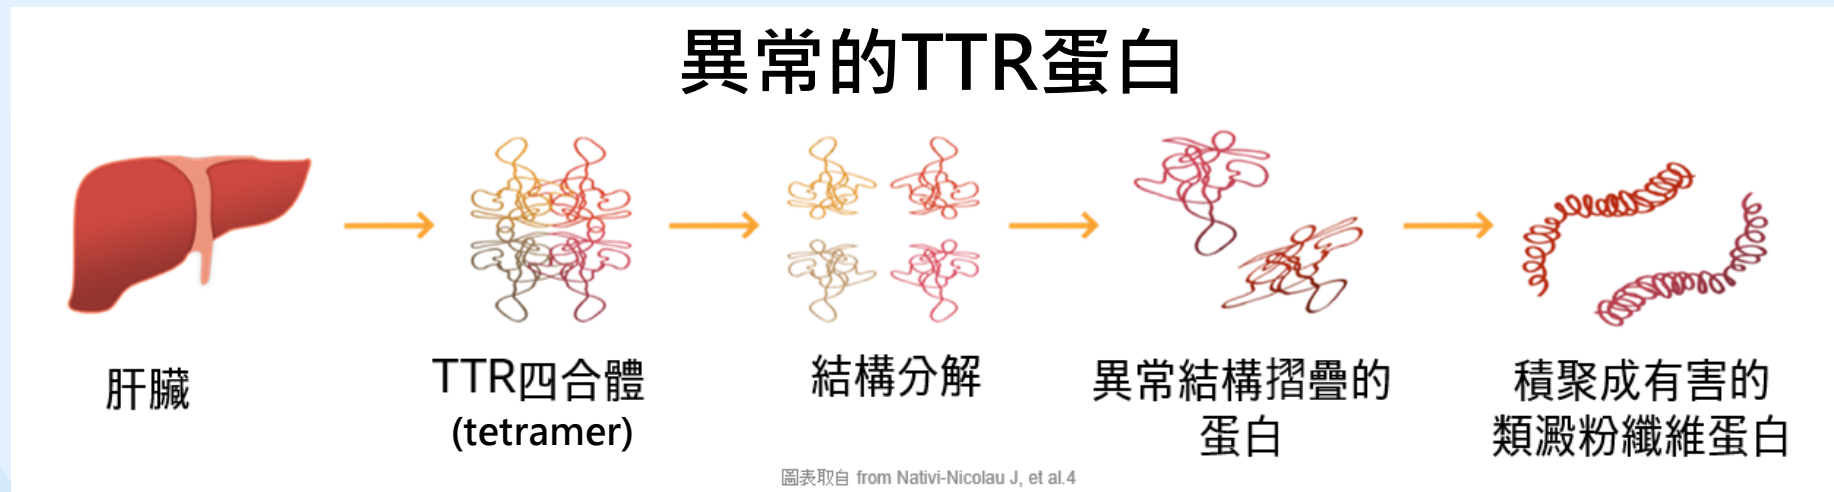 異常的TTR蛋白
肝臟
TTR四合體
(tetramer)
結構分解
異常結構摺疊的
蛋白
積聚成有害的
類澱粉纖維蛋白
圖表取自 from Nativi-Nicolau J, et al.4